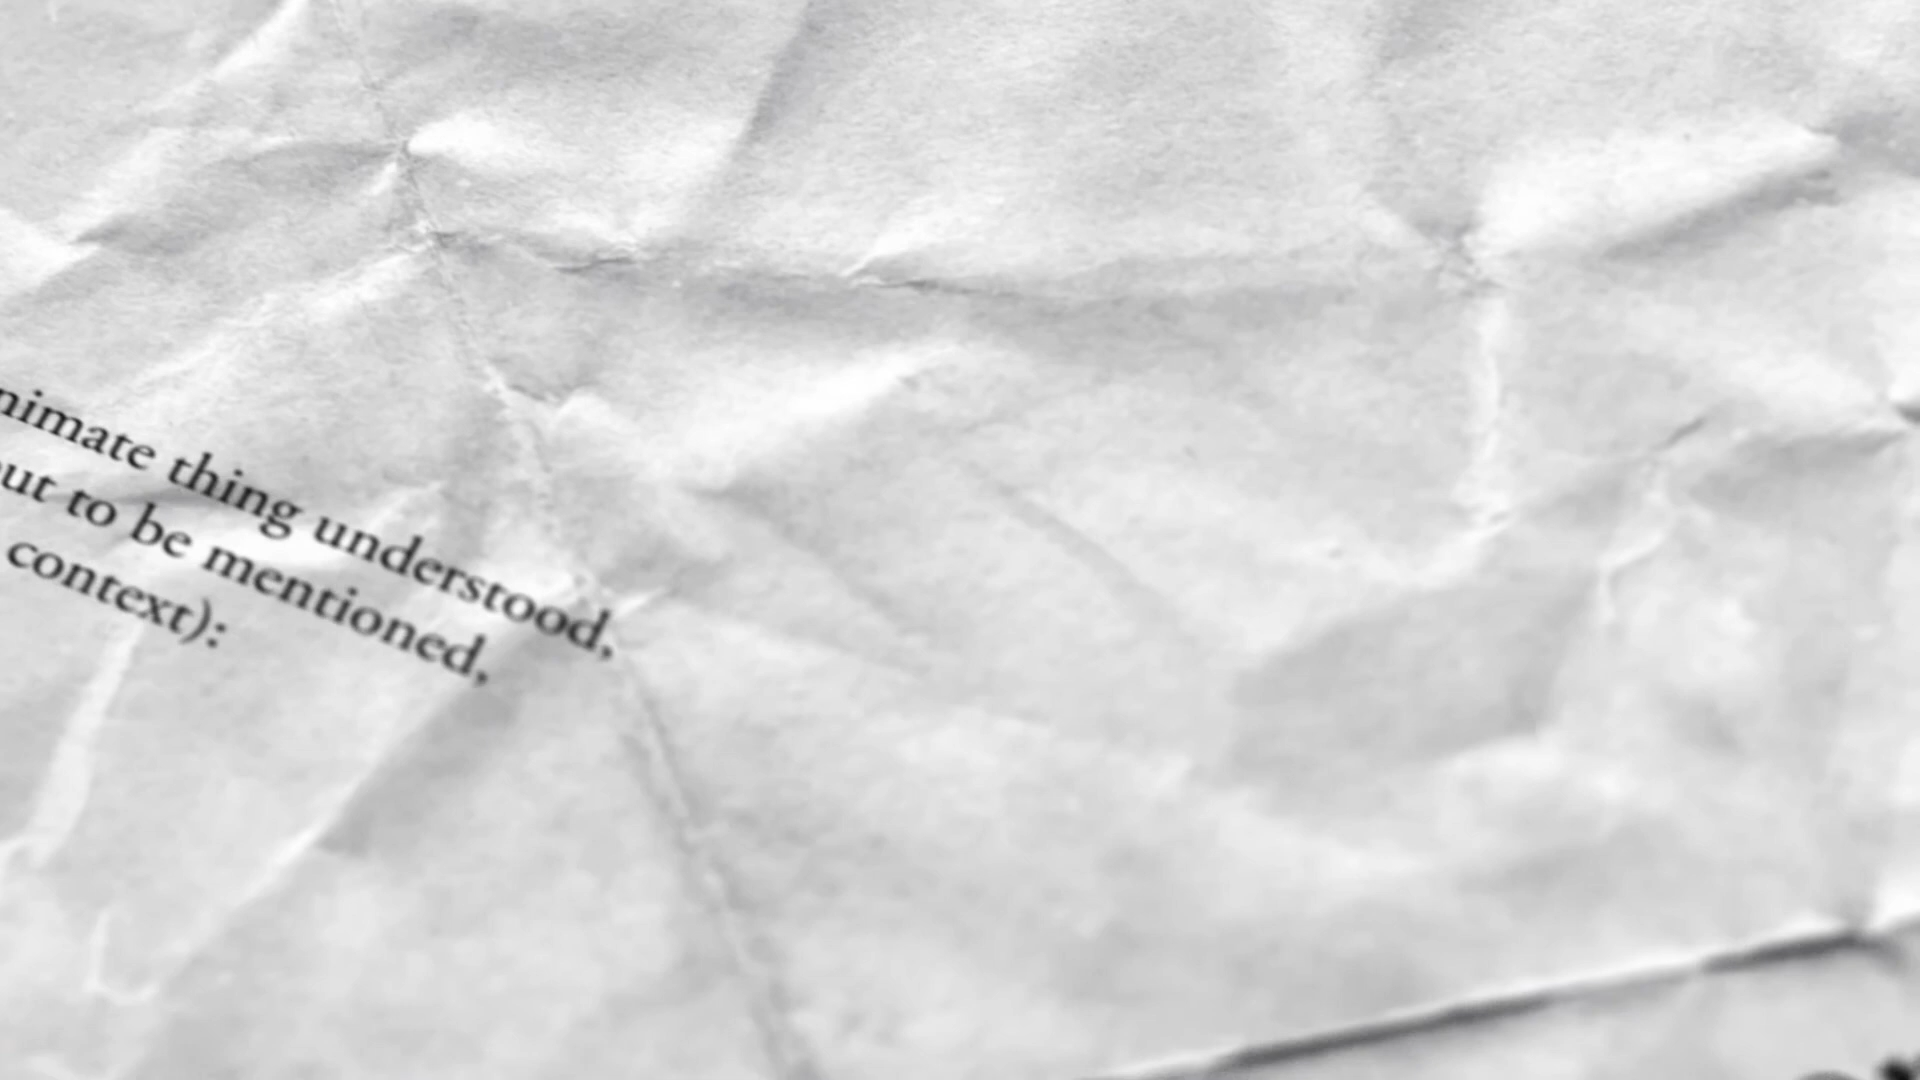 nimate thing understood,
ut to be mentioned,
context):